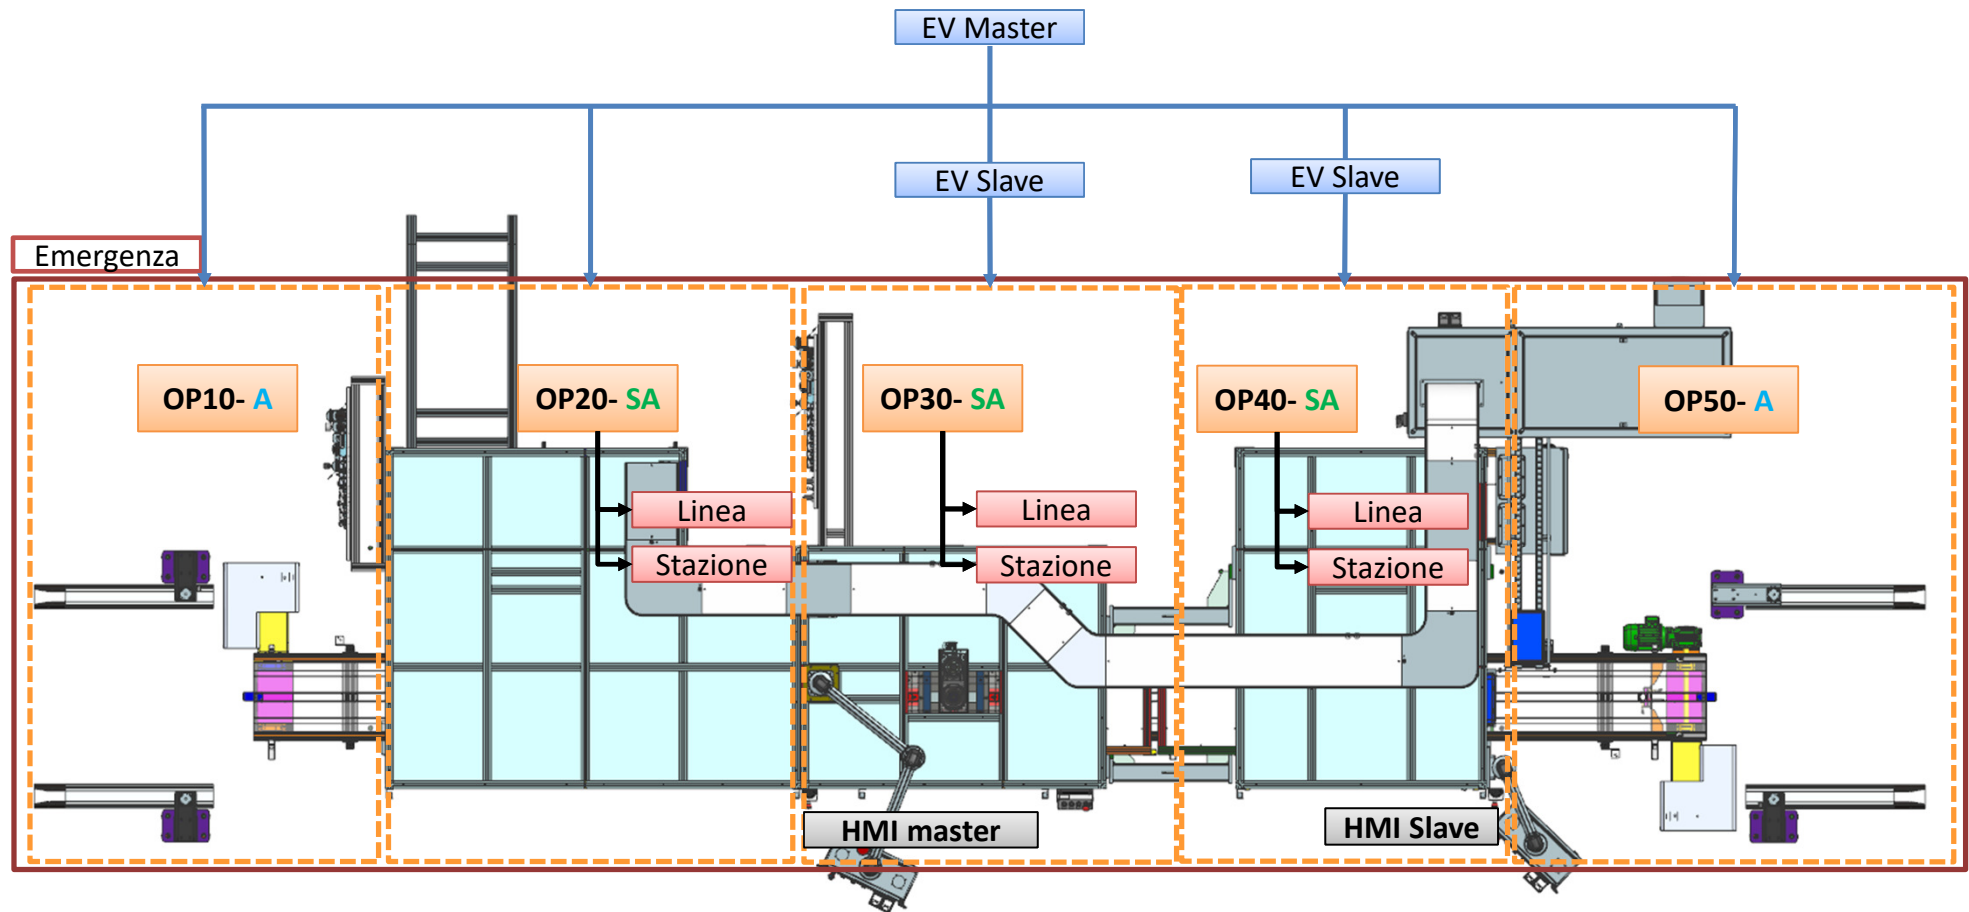 EV Master
EV Slave
EV Slave
Emergenza
OP10- A
OP20- SA
OP30- SA
OP40- SA
OP50- A
Linea
Linea
Linea
Stazione
Stazione
Stazione
HMI master
HMI Slave